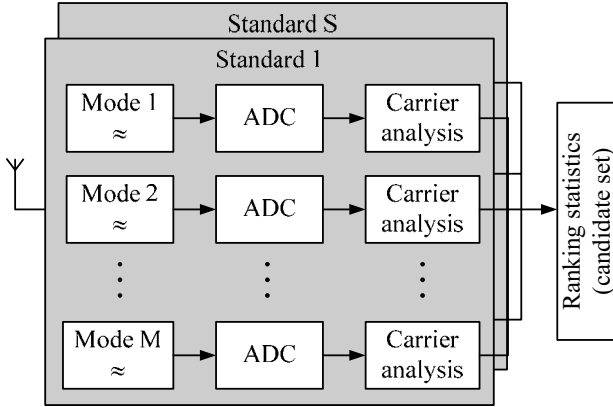 Standard S
Standard 1
Mode 1
≈
ADC
Carrier
analysis
Mode 2
≈
ADC
Carrier
analysis
Mode M
≈
ADC
Carrier
analysis
Ranking statistics
(candidate set)